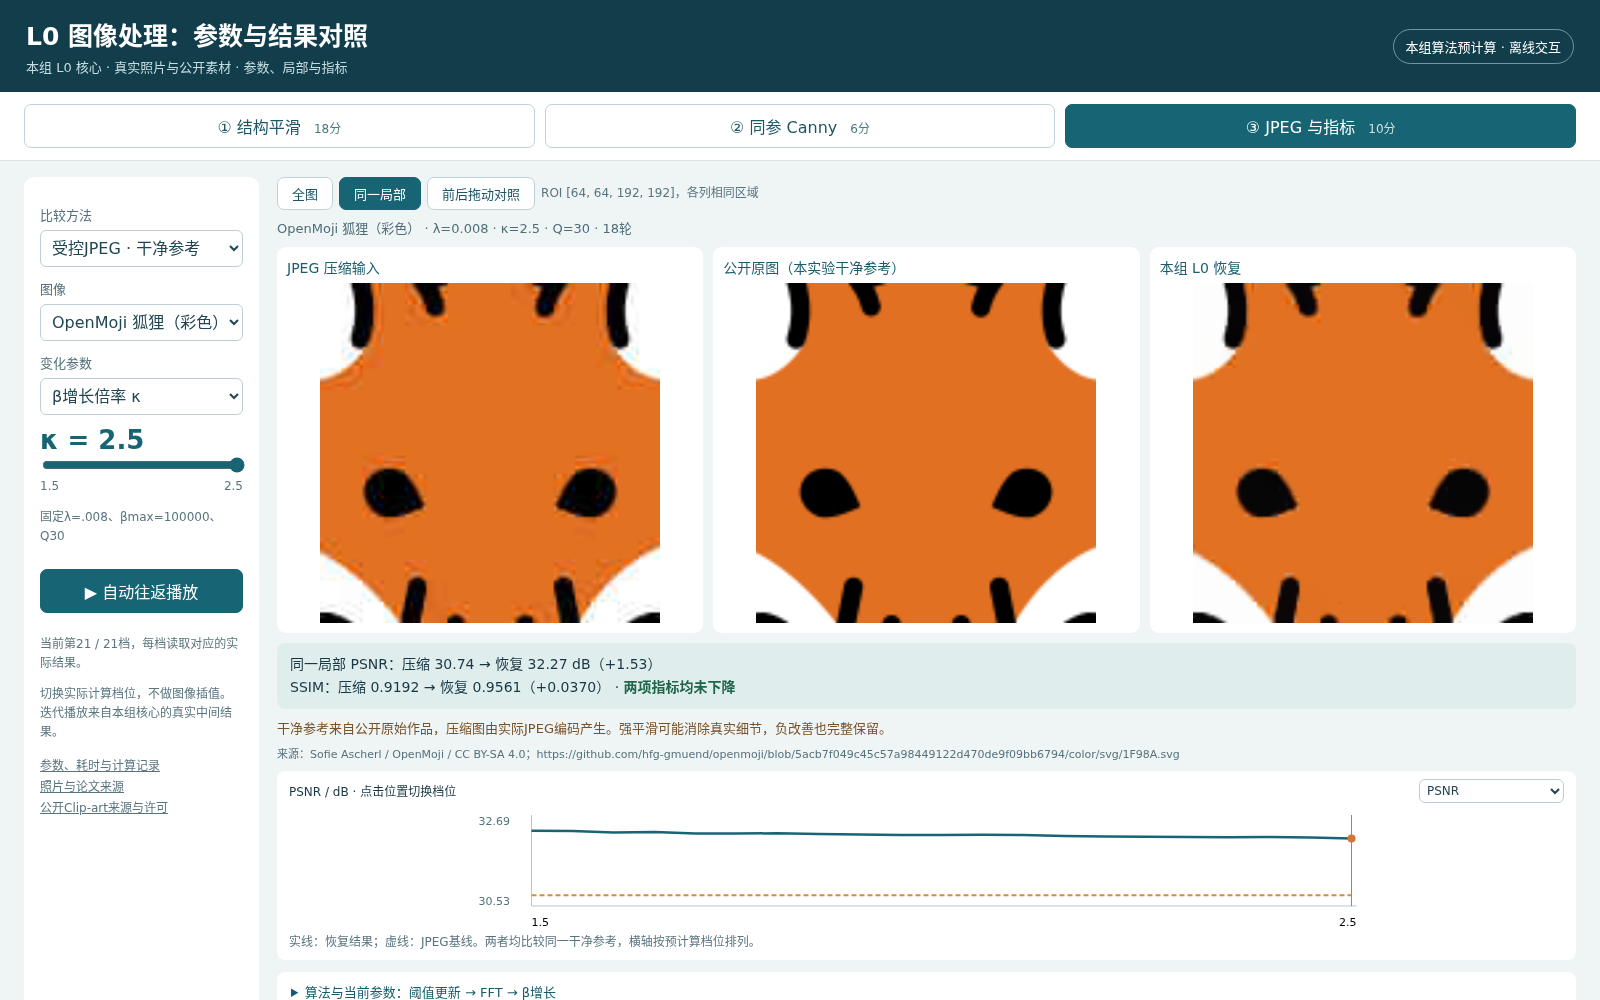 L0 图像处理：参数与结果对照
本组 L0 核心 · 真实照片与公开素材 · 参数、局部与指标
本组算法预计算 · 离线交互
① 结构平滑 18分
② 同参 Canny 6分
③ JPEG 与指标 10分
比较方法
受控JPEG · 干净参考
图像
OpenMoji 狐狸（彩色）
变化参数
β增长倍率 κ
κ = 2.5
1.5 2.5
固定λ=.008、βmax=100000、
Q30
▶ 自动往返播放
当前第21 / 21档，每档读取对应的实
际结果。
切换实际计算档位，不做图像插值。
迭代播放来自本组核心的真实中间结
果。
参数、耗时与计算记录
照片与论文来源
公开Clip-art来源与许可
全图 同一局部 前后拖动对照 ROI [64, 64, 192, 192]，各列相同区域
OpenMoji 狐狸（彩色） · λ=0.008 · κ=2.5 · Q=30 · 18轮
JPEG 压缩输入
公开原图（本实验干净参考）
本组 L0 恢复
同一局部 PSNR：压缩 30.74 → 恢复 32.27 dB（+1.53）
SSIM：压缩 0.9192 → 恢复 0.9561（+0.0370） · 两项指标均未下降
干净参考来自公开原始作品，压缩图由实际JPEG编码产生。强平滑可能消除真实细节，负改善也完整保留。
来源：Sofie Ascherl / OpenMoji / CC BY-SA 4.0；https://github.com/hfg-gmuend/openmoji/blob/5acb7f049c45c57a98449122d470de9f09bb6794/color/svg/1F98A.svg
PSNR / dB · 点击位置切换档位
PSNR
32.69
30.53
1.5 2.5
实线：恢复结果；虚线：JPEG基线。两者均比较同一干净参考，横轴按预计算档位排列。
▶ 算法与当前参数：阈值更新 → FFT → β增长